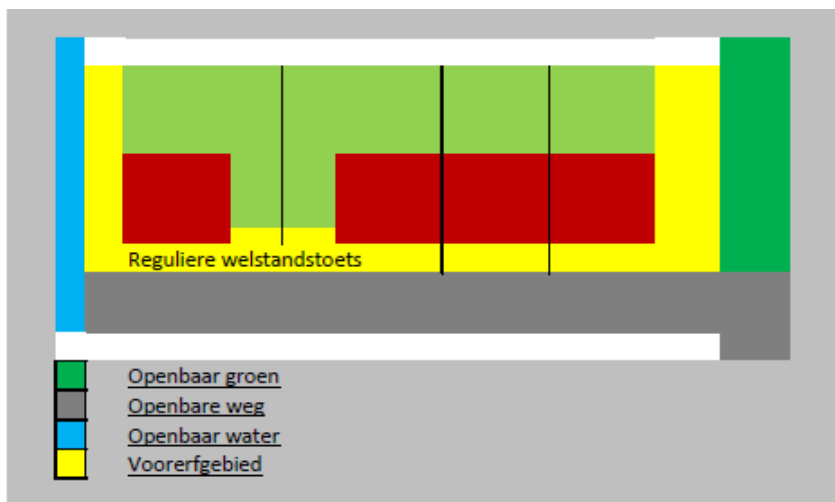 Reguliere welstandstoets
Openbaar groen
Openbare weg
Openbaar water
Voorerfgebied